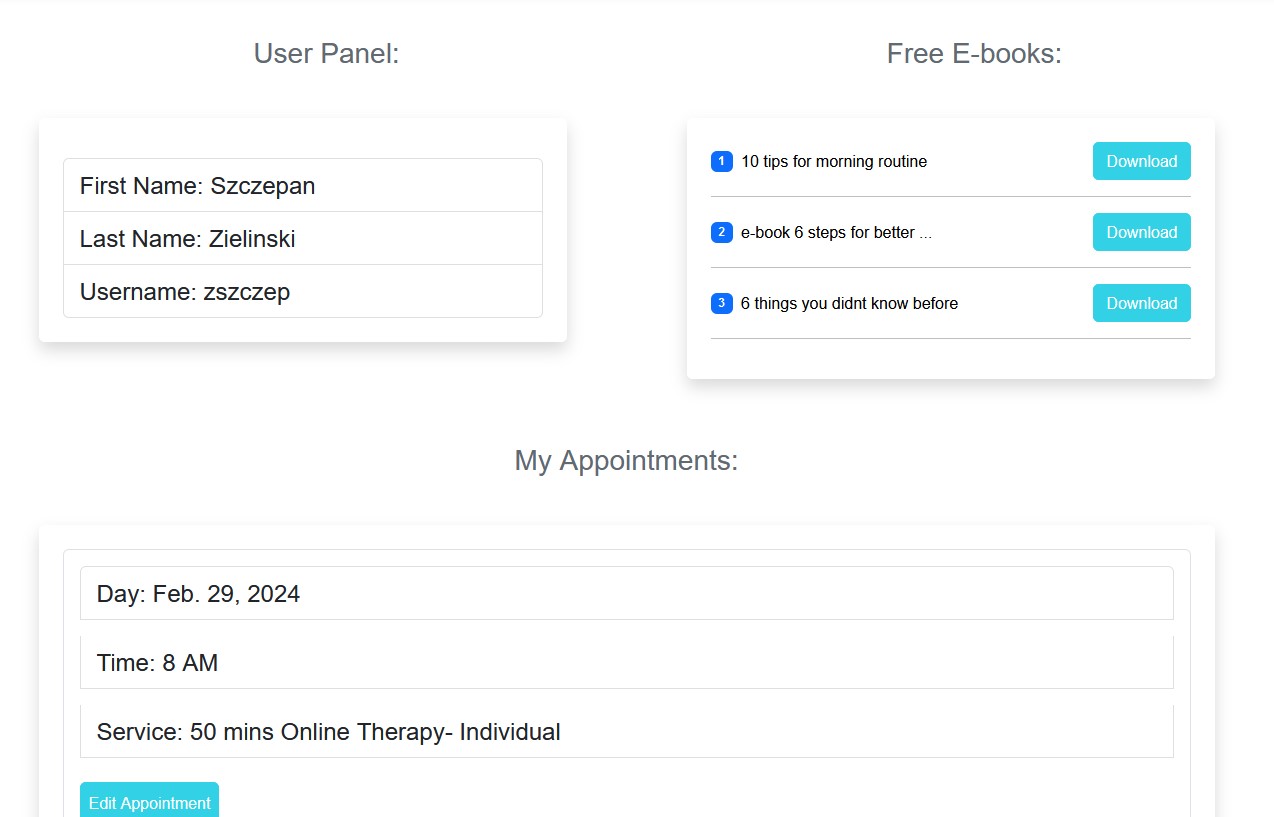 User Panel:
First Name: Szczepan
Last Name: Zielinski
Username: zszczep
Free E-books:
1 10 tips for morning routine Download
2 e-book 6 steps for better ... Download
3 6 things you didnt know before Download
My Appointments:
Day: Feb. 29, 2024
Time: 8 AM
Service: 50 mins Online Therapy- Individual
Edit Appointment